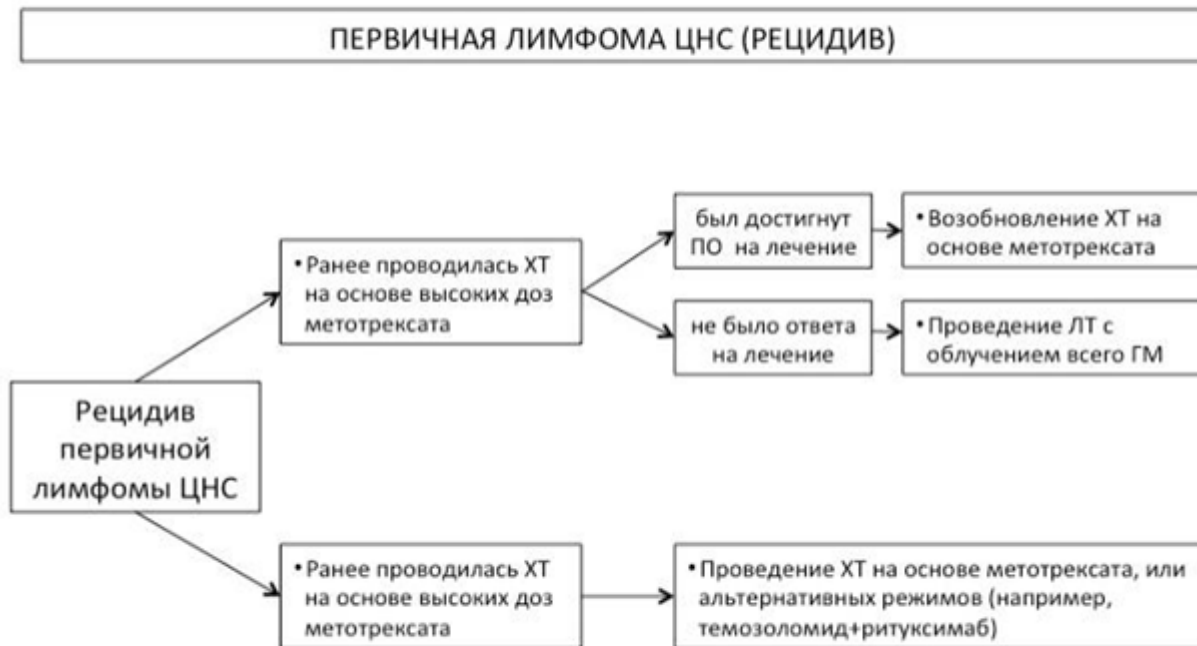 ПЕРВИЧНАЯ ЛИМФОМА ЦНС (РЕЦИДИВ)
был достигнут
ПО на лечение
• Возобновление ХТ на
основе метотрексата
• Ранее проводилась ХТ
на основе высоких доз
метотрексата
не было ответа
на лечение
• Проведение ЛТ с
облучением всего ГМ
Рецидив
первичной
лимфомы ЦНС
• Ранее проводилась ХТ
на основе высоких доз
метотрексата
• Проведение ХТ на основе метотрексата, или
альтернативных режимов (например,
темозоломид+ритуксимаб)